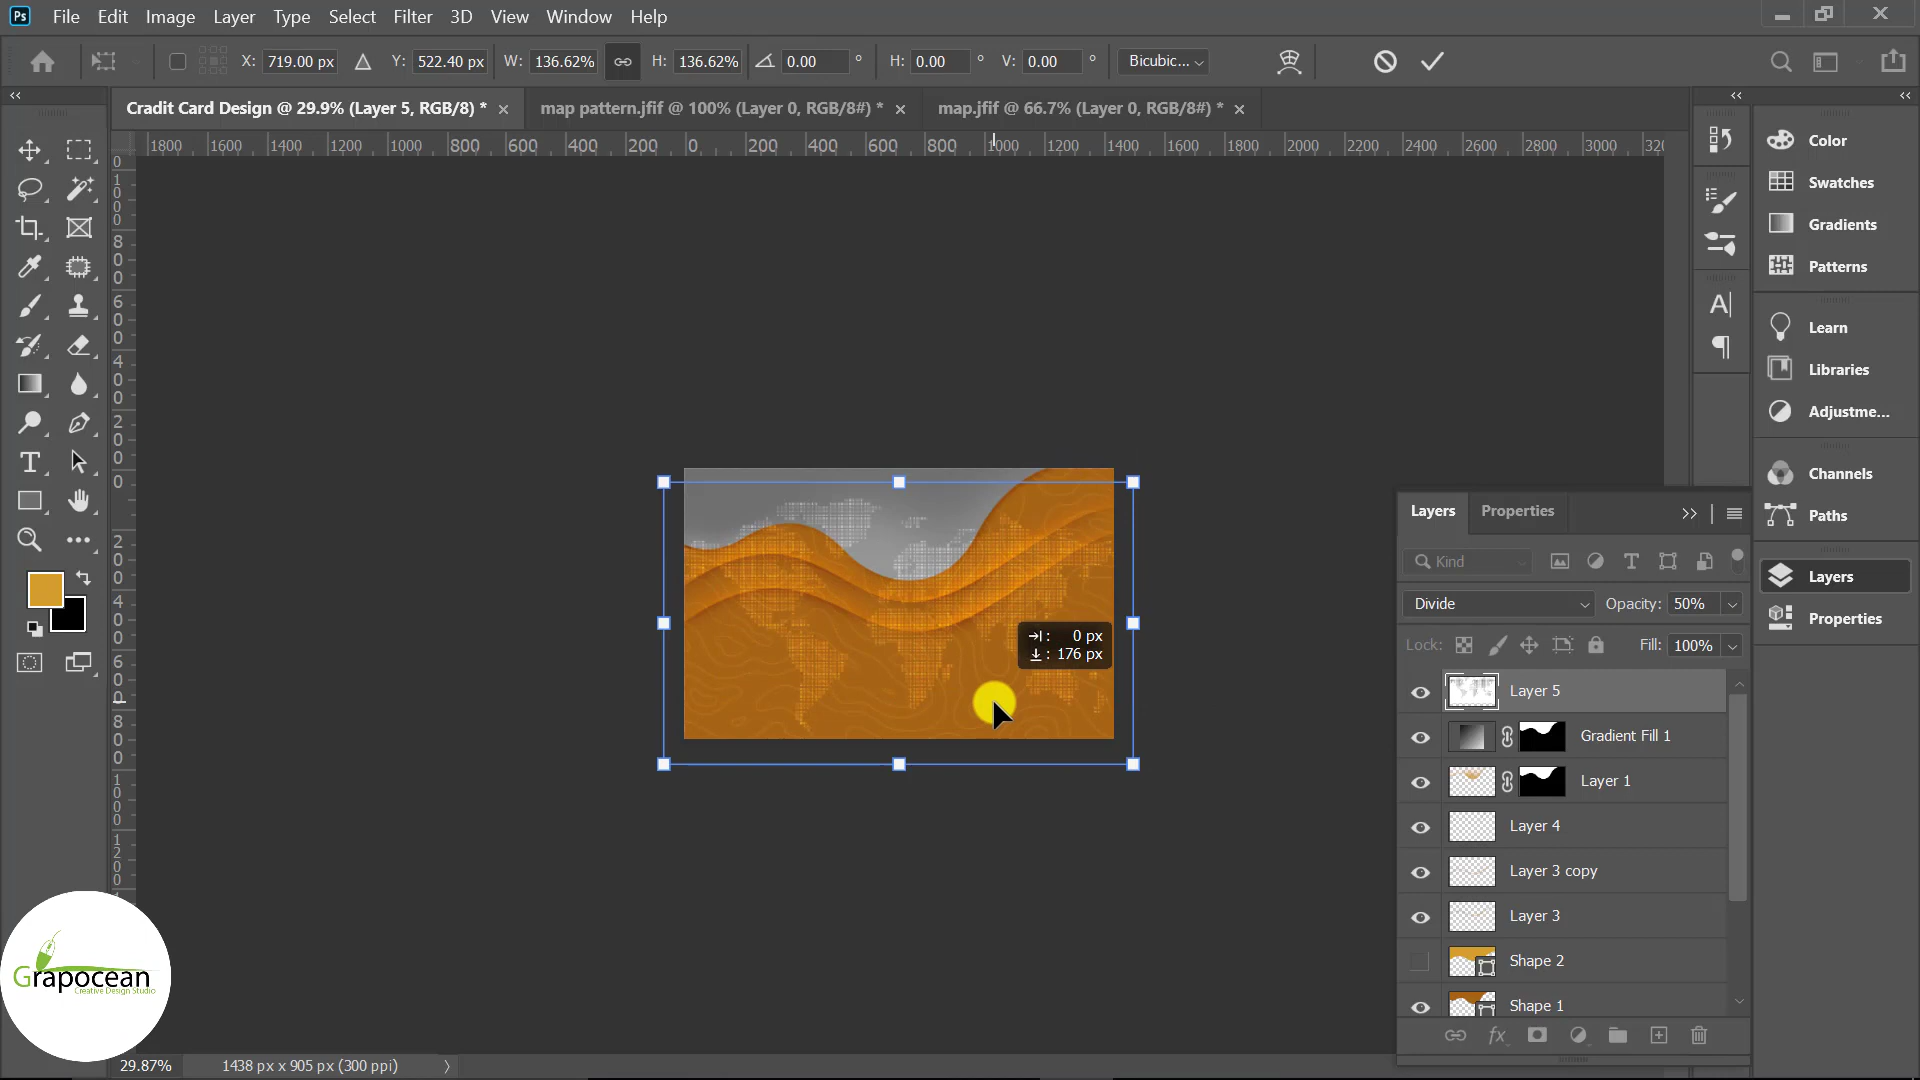 Ps File Edit Image Layer Type Select Filter 3D View Window Help
X: 719.00 px Y: 522.40 px W: 136.62% H: 136.62% 0.00 ° H: 0.00 ° V: 0.00 ° Bicubic...
Cradit Card Design @ 29.9% (Layer 5, RGB/8) * × map pattern.jfif @ 100% (Layer 0, RGB/8#) * × map.jfif @ 66.7% (Layer 0, RGB/8#) * ×
1800 1600 1400 1200 1000 800 600 400 200 0 200 400 600 800 1000 1200 1400 1600 1800 2000 2200 2400 2600 2800 3000 320
Color
Swatches
Gradients
Patterns
Learn
Libraries
Adjustme...
Channels
Paths
Layers
Properties
0 px
176 px
Layers Properties
Kind
Divide Opacity: 50%
Lock: Fill: 100%
Layer 5
Gradient Fill 1
Layer 1
Layer 4
Layer 3 copy
Layer 3
Shape 2
Shape 1
fx
Grapocean
Creative Design Studio
29.87% 1438 px x 905 px (300 ppi)